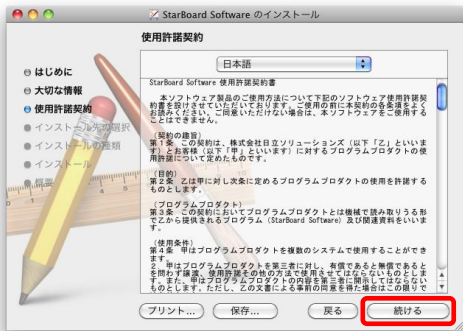 StarBoard Software のインストール
使用許諾契約
はじめに
大切な情報
使用許諾契約
インストール先の選択
インストールの種類
インストール
概要
日本語
StarBoard Software 使用許諾契約書
本ソフトウェア製品のご使用方法について下記のソフトウェア使用許諾契
約書を設けさせていただいております。ご使用の前に本契約の各条項をよく
お読みください。ご同意いただけない場合は、本ソフトウェアをご使用する
ことはできません。
(契約の趣旨)
第１条 この契約は、株式会社日立ソリューションズ（以下「乙」といいま
す）とお客様（以下「甲」といいます）に対するプログラムプロダクトの使
用許諾について定めたものです。
(目的)
第２条 乙は甲に対し次条に定めるプログラムプロダクトの使用を許諾する
ものとします。
(プログラムプロダクト)
第３条 この契約においてプログラムプロダクトとは機械で読み取りうる形
で乙から提供されるプログラム (StarBoard Software) 及び関連資料をいいま
す。
(使用条件)
第４条 甲はプログラムプロダクトを複数のシステムで使用することができ
ます。
２ 甲はプログラムプロダクトを第三者に対し、有償であると無償であると
を問わず譲渡、使用許諾その他の方法で使用させてはならないものとしま
す。また、甲はプログラムプロダクトの内容を第三者に開示してはならない
ものとします。ただし、乙の文書による事前の同意を得た場合はこの限りで
プリント...
保存...
戻る
続ける